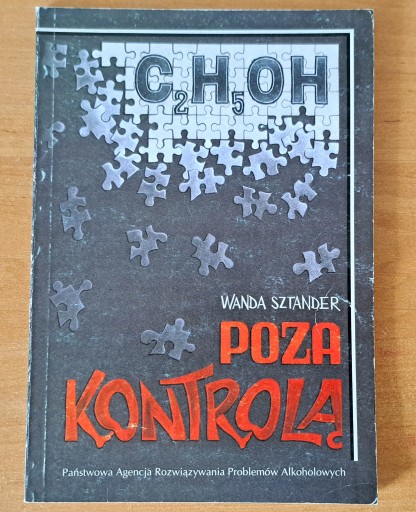 C2H5OH
WANDA SZTANDER
POZA
KONTROLĄ
Państwowa Agencja Rozwiązywania Problemów Alkoholowych